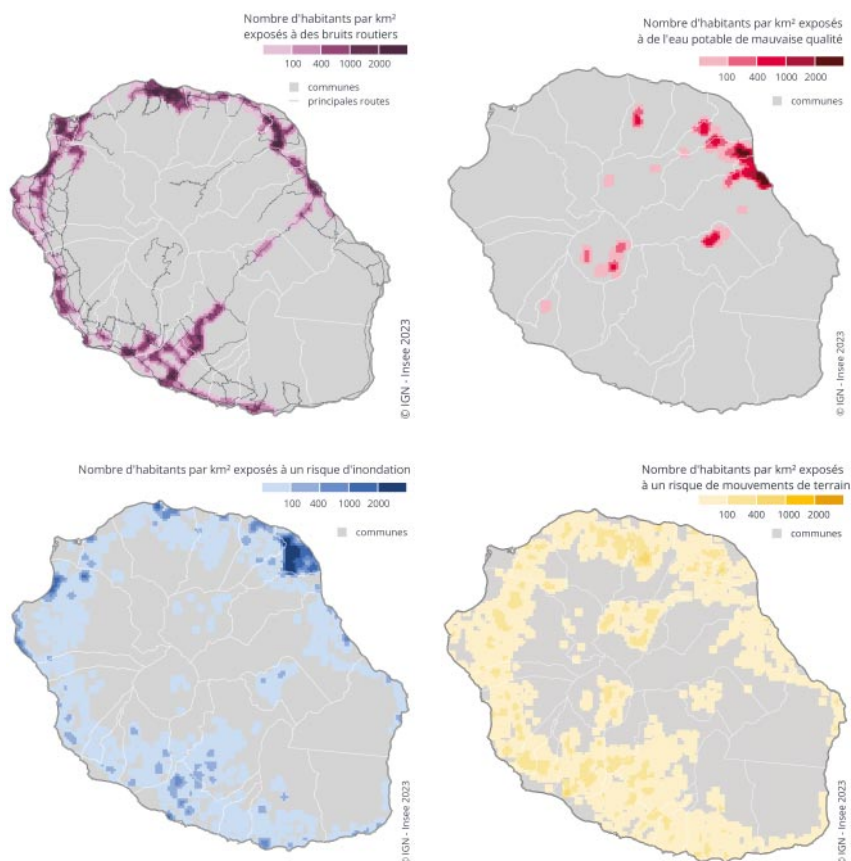 Nombre d'habitants par km²
exposés à des bruits routiers
100 400 1000 2000
communes
principales routes
© IGN - Insee 2023
Nombre d'habitants par km² exposés
à de l'eau potable de mauvaise qualité
100 400 1000 2000
communes
© IGN - Insee 2023
Nombre d'habitants par km² exposés à un risque d'inondation
100 400 1000 2000
communes
© IGN - Insee 2023
Nombre d'habitants par km² exposés
à un risque de mouvements de terrain
100 400 1000 2000
communes
© IGN - Insee 2023